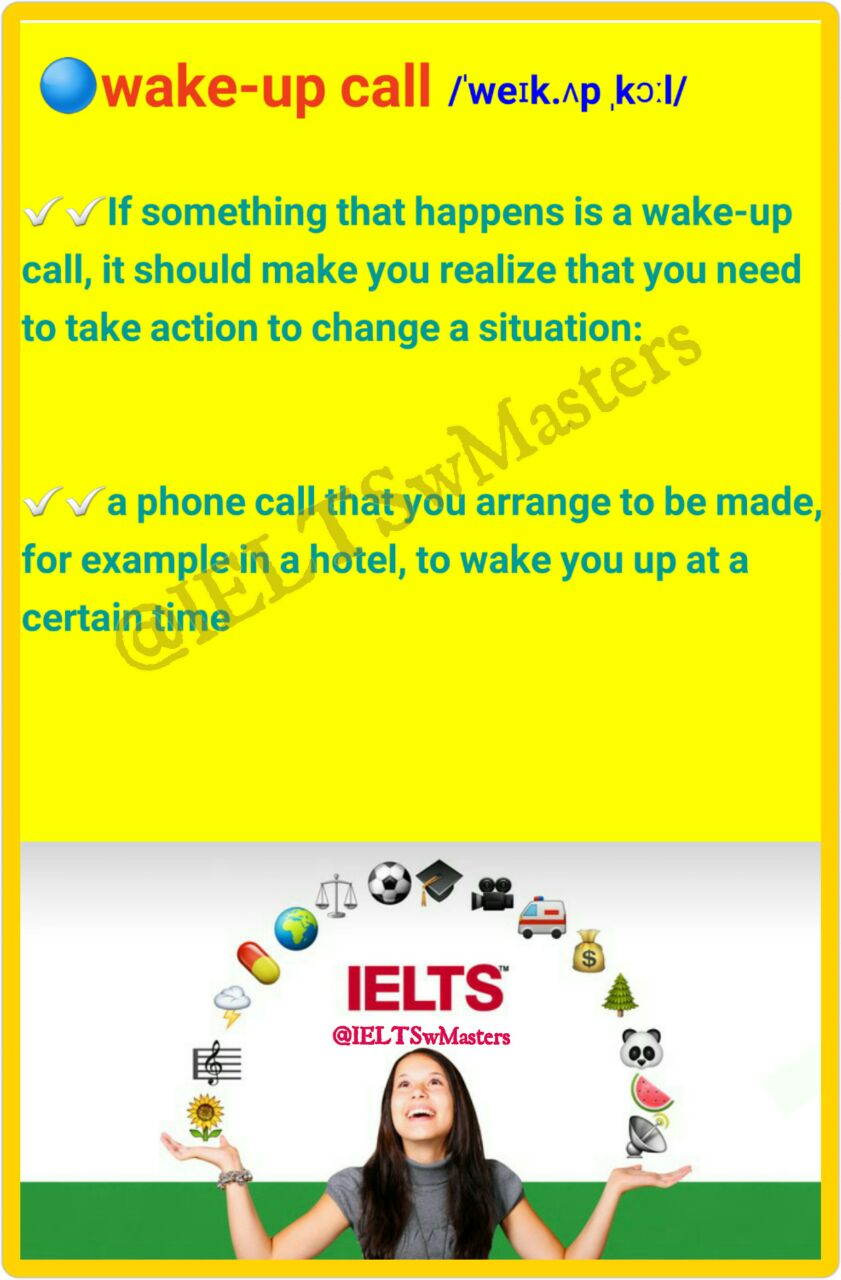 🔵wake-up call /ˈweɪk.ʌp ˌkɔːl/
✔✔If something that happens is a wake-up
call, it should make you realize that you need
to take action to change a situation:
✔✔a phone call that you arrange to be made,
for example in a hotel, to wake you up at a
certain time
@IELTSwMasters
IELTS™
@IELTSwMasters
$